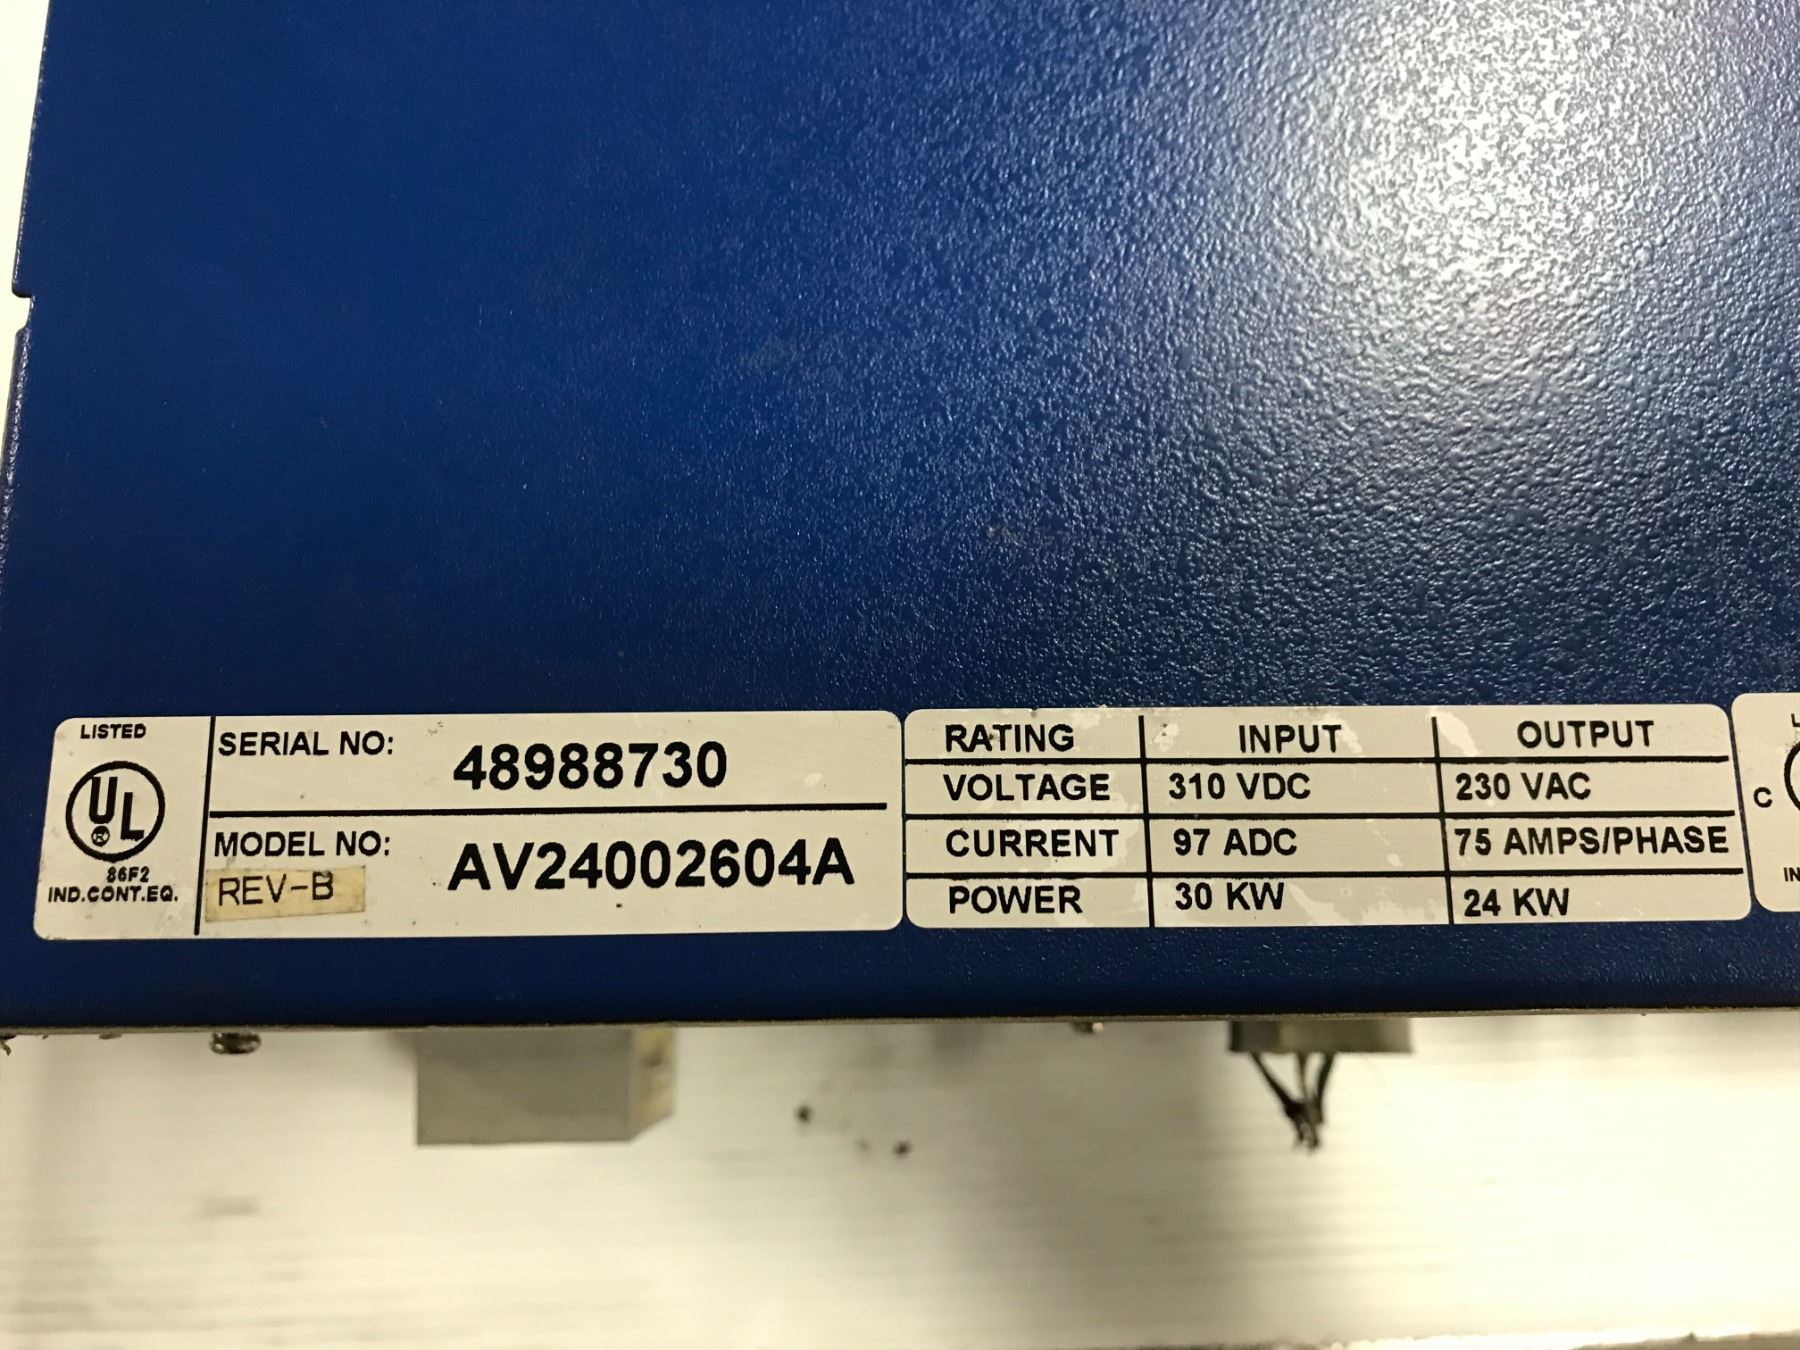 LISTED
UL
®
86F2
IND.CONT.EQ.
SERIAL NO: 48988730
MODEL NO: AV24002604A
REV-B
RATING INPUT OUTPUT
VOLTAGE 310 VDC 230 VAC
CURRENT 97 ADC 75 AMPS/PHASE
POWER 30 KW 24 KW
C